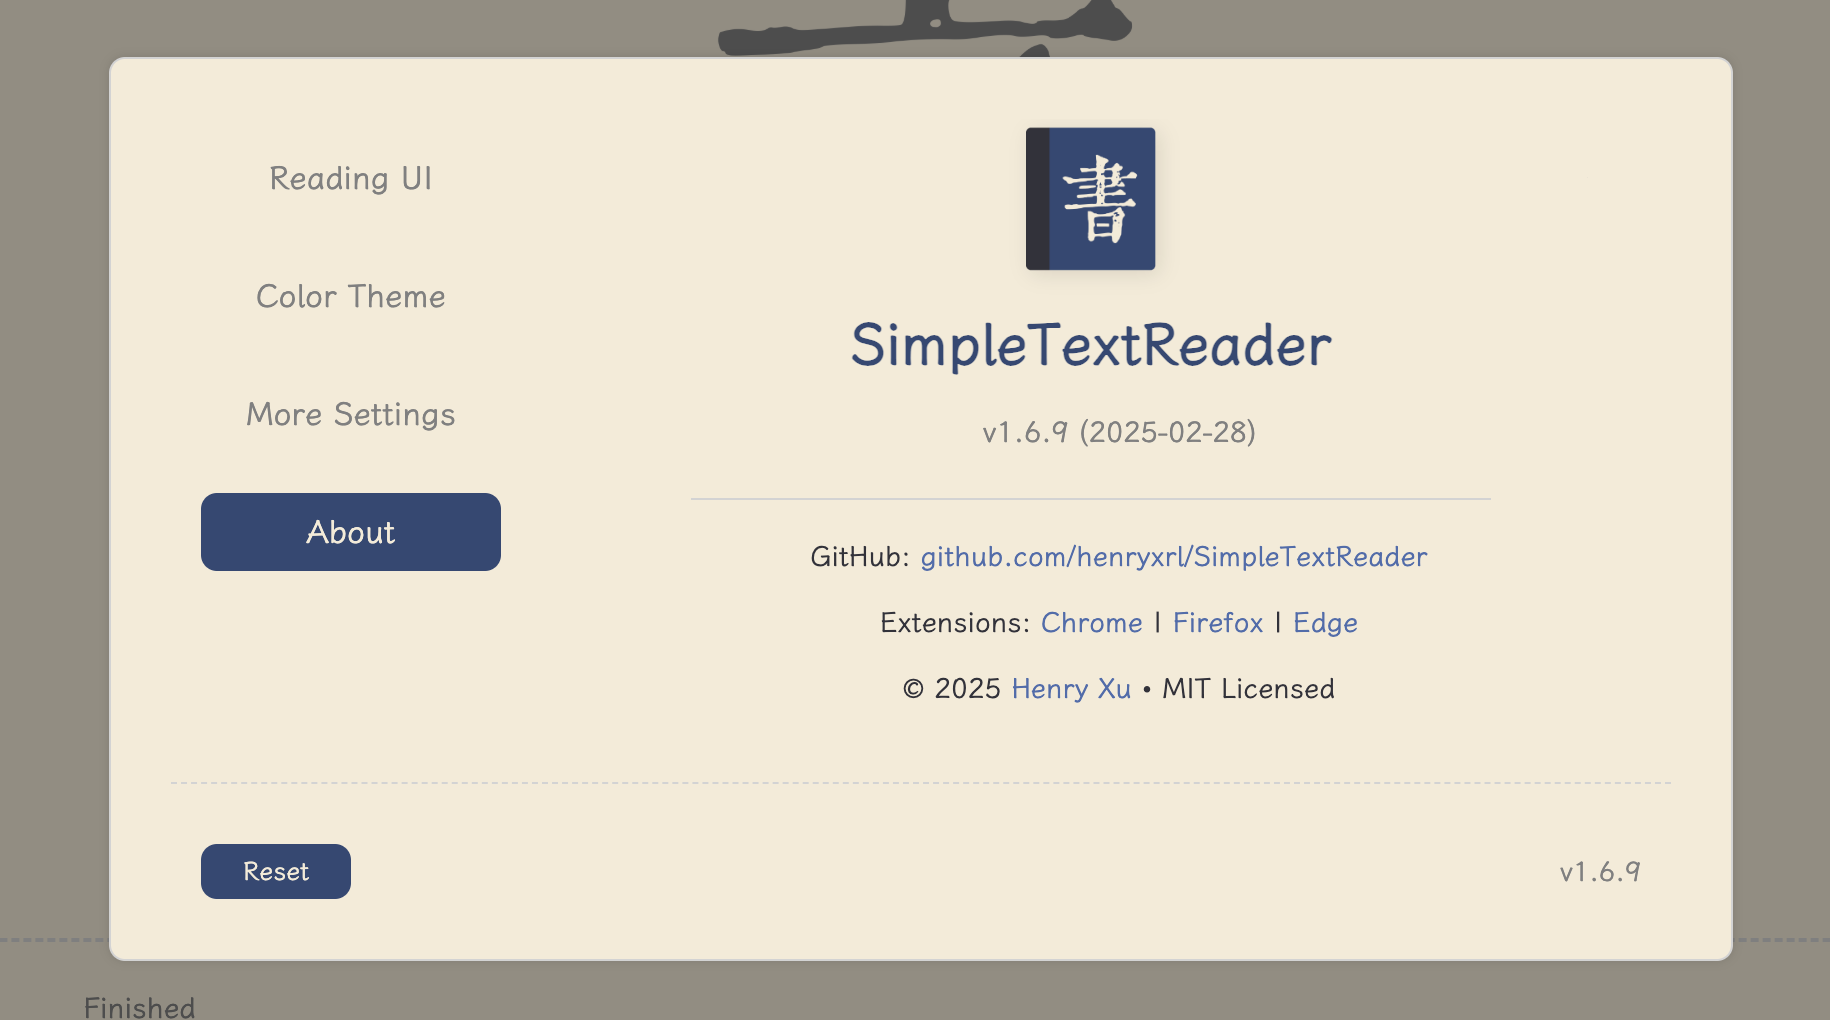 Reading UI
Color Theme
More Settings
About
書
SimpleTextReader
v1.6.9 (2025-02-28)
GitHub: github.com/henryxrl/SimpleTextReader
Extensions: Chrome | Firefox | Edge
© 2025 Henry Xu • MIT Licensed
Reset
v1.6.9
Finished